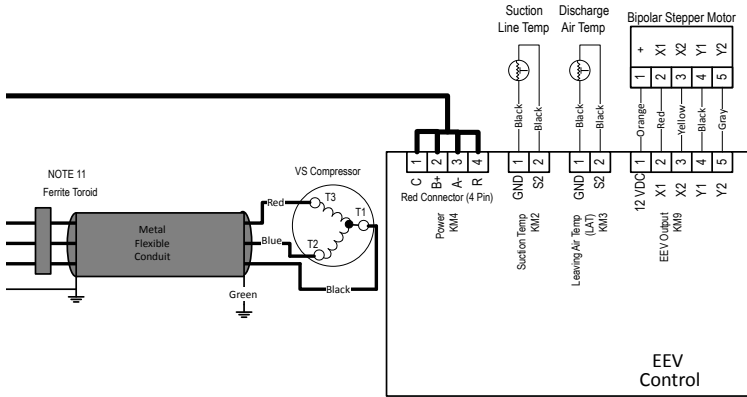 Suction
Line Temp
Discharge
Air Temp
Bipolar Stepper Motor
+ X1 X2 Y1 Y2
1 2 3 4 5
Black Black
Black Black
Orange Red Yellow Black Gray
1 2 3 4
1 2
1 2
1 2 3 4 5
C B+ A- R
GND S2
GND S2
12 VDC X1 X2 Y1 Y2
Red Connector (4 Pin)
Power
KM4
Suction Temp
KM2
Leaving Air Temp
(LAT)
KM3
EEV Output
KM9
NOTE 11
Ferrite Toroid
VS Compressor
Metal
Flexible
Conduit
Red
T3
T1
Blue
T2
Green
Black
EEV
Control